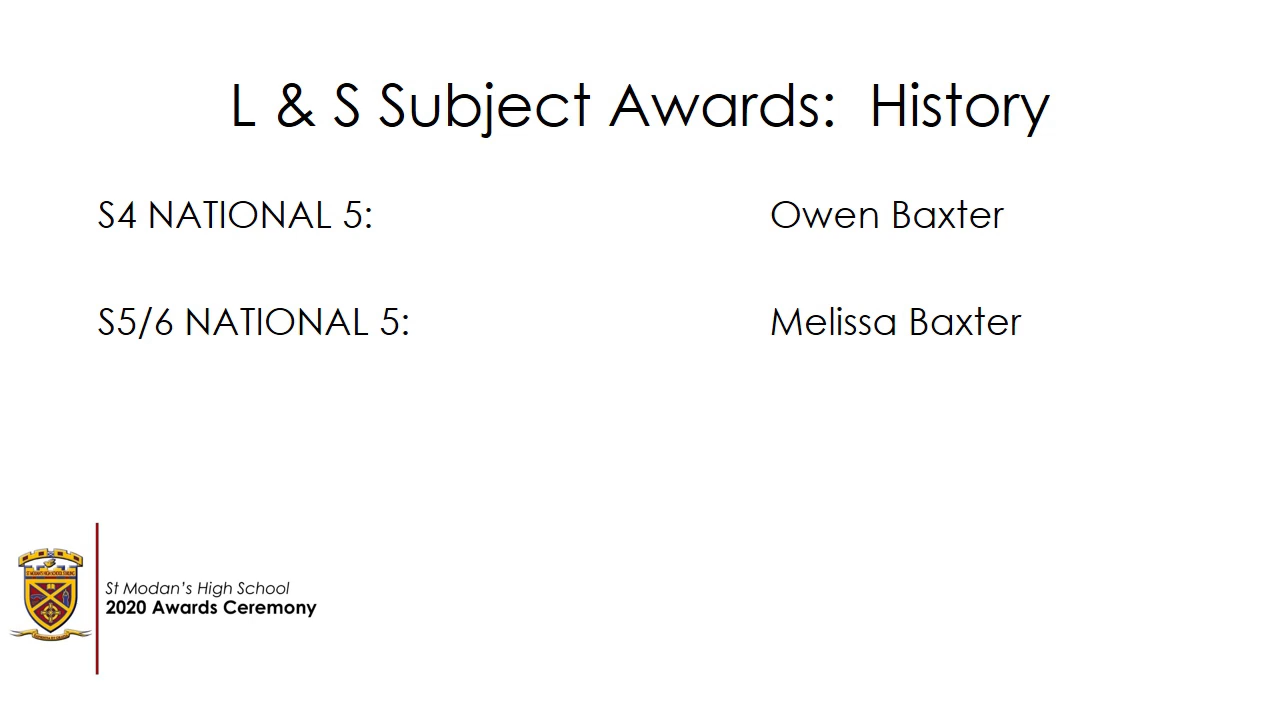 L & S Subject Awards: History
S4 NATIONAL 5: Owen Baxter
S5/6 NATIONAL 5: Melissa Baxter
St Modan's High School
2020 Awards Ceremony